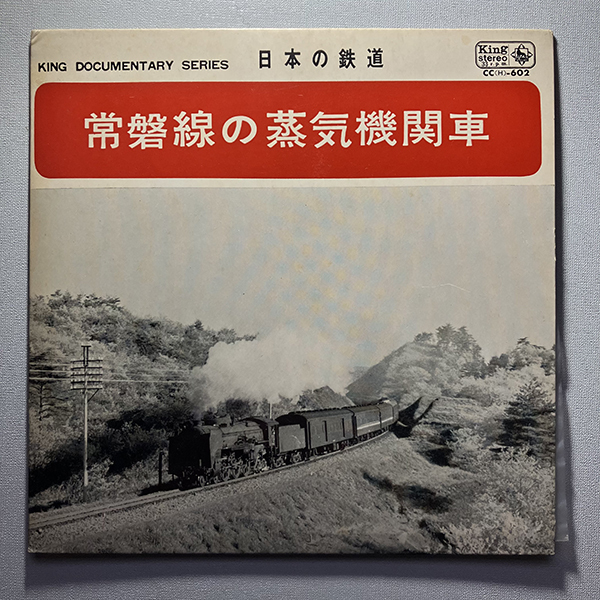 KING DOCUMENTARY SERIES 日本の鉄道
King
stereo
33 r.p.m.
CC(H)-602
常磐線の蒸気機関車